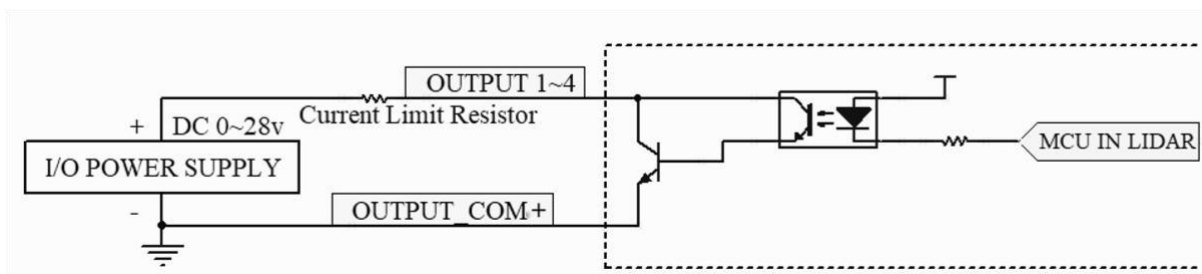 OUTPUT 1~4
Current Limit Resistor
+ DC 0~28v
I/O POWER SUPPLY
MCU IN LIDAR
- OUTPUT_COM+